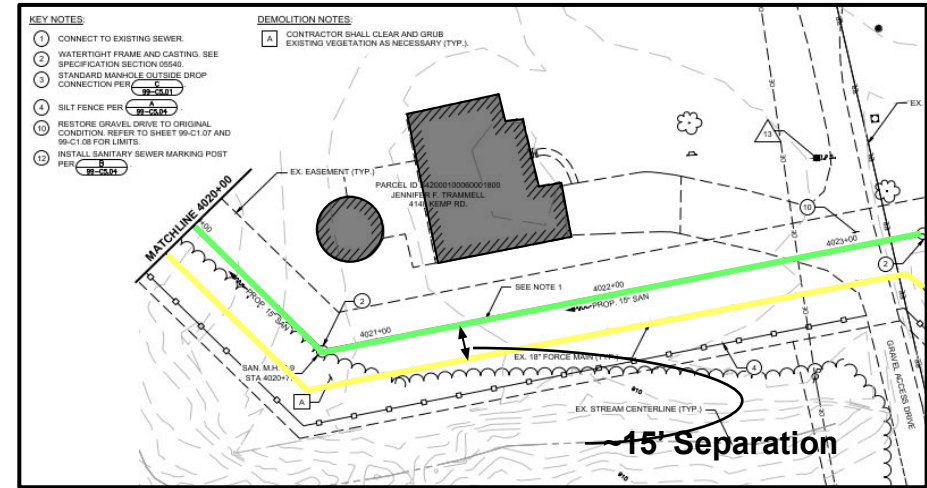 KEY NOTES:
1 CONNECT TO EXISTING SEWER.
2 WATERTIGHT FRAME AND CASTING. SEE
SPECIFICATION SECTION 05540.
3 STANDARD MANHOLE OUTSIDE DROP
CONNECTION PER C
99-C5.01
4 SILT FENCE PER A
99-C5.04
10 RESTORE GRAVEL DRIVE TO ORIGINAL
CONDITION. REFER TO SHEET 99-C1.07 AND
99-C1.08 FOR LIMITS.
12 INSTALL SANITARY SEWER MARKING POST
PER B
99-C5.04
DEMOLITION NOTES:
A CONTRACTOR SHALL CLEAR AND GRUB
EXISTING VEGETATION AS NECESSARY (TYP.).
EX.
13
EX. EASEMENT (TYP.)
PARCEL ID
JENNIFER F. TRAMMELL
KEMP RD.
MATCHLINE 4020+00
10
4023+00
2
SEE NOTE 1
4022+00
PROP. 15" SAN
PROP. 15" SAN
2
4021+00
EX. 18" FORCE MAIN (TYP.)
SAN. M.H.
STA 4020+7
4
A
910
EX. STREAM CENTERLINE (TYP.)
GRAVEL ACCESS DRIVE
~15' Separation
910